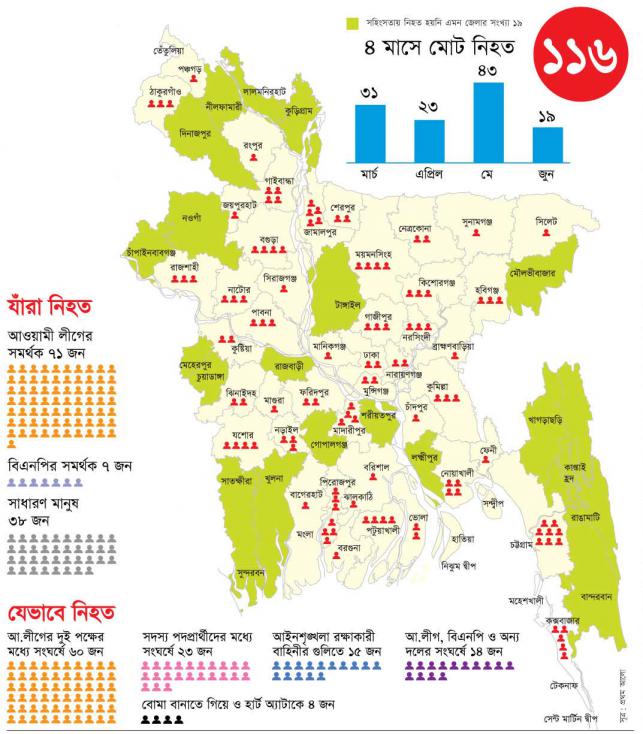 সহিংসতায় নিহত হয়নি এমন জেলার সংখ্যা ১৯
৪ মাসে মোট নিহত
১১৬
৩১
২৩
৪৩
১৯
মার্চ
এপ্রিল
মে
জুন
তেঁতুলিয়া
পঞ্চগড়
ঠাকুরগাঁও
লালমনিরহাট
নীলফামারী
কুড়িগ্রাম
দিনাজপুর
রংপুর
গাইবান্ধা
জয়পুরহাট
শেরপুর
জামালপুর
নওগাঁ
নেত্রকোনা
সুনামগঞ্জ
সিলেট
বগুড়া
চাঁপাইনবাবগঞ্জ
ময়মনসিংহ
মৌলভীবাজার
রাজশাহী
সিরাজগঞ্জ
নাটোর
কিশোরগঞ্জ
হবিগঞ্জ
টাঙ্গাইল
পাবনা
গাজীপুর
নরসিংদী
কুষ্টিয়া
মানিকগঞ্জ
ব্রাহ্মণবাড়িয়া
ঢাকা
নারায়ণগঞ্জ
মেহেরপুর
চুয়াডাঙ্গা
রাজবাড়ী
মুন্সিগঞ্জ
কুমিল্লা
ঝিনাইদহ
মাগুরা
ফরিদপুর
চাঁদপুর
শরীয়তপুর
মাদারীপুর
খাগড়াছড়ি
যশোর
নড়াইল
গোপালগঞ্জ
লক্ষ্মীপুর
ফেনী
নোয়াখালী
কাপ্তাই
হ্রদ
সাতক্ষীরা
খুলনা
বরিশাল
পিরোজপুর
বাগেরহাট
ঝালকাঠি
সন্দ্বীপ
রাঙামাটি
মংলা
পটুয়াখালী
ভোলা
হাতিয়া
চট্টগ্রাম
বরগুনা
নিঝুম দ্বীপ
সুন্দরবন
বান্দরবান
মহেশখালী
কক্সবাজার
টেকনাফ
সেন্ট মার্টিন দ্বীপ
যাঁরা নিহত
আওয়ামী লীগের
সমর্থক ৭১ জন
বিএনপির সমর্থক ৭ জন
সাধারণ মানুষ
৩৮ জন
যেভাবে নিহত
আ.লীগের দুই পক্ষের
মধ্যে সংঘর্ষে ৬০ জন
সদস্য পদপ্রার্থীদের মধ্যে
সংঘর্ষে ২৩ জন
আইনশৃঙ্খলা রক্ষাকারী
বাহিনীর গুলিতে ১৫ জন
আ.লীগ, বিএনপি ও অন্য
দলের সংঘর্ষে ১৪ জন
বোমা বানাতে গিয়ে ও হার্ট অ্যাটাকে ৪ জন
সূত্র : প্রথম আলো